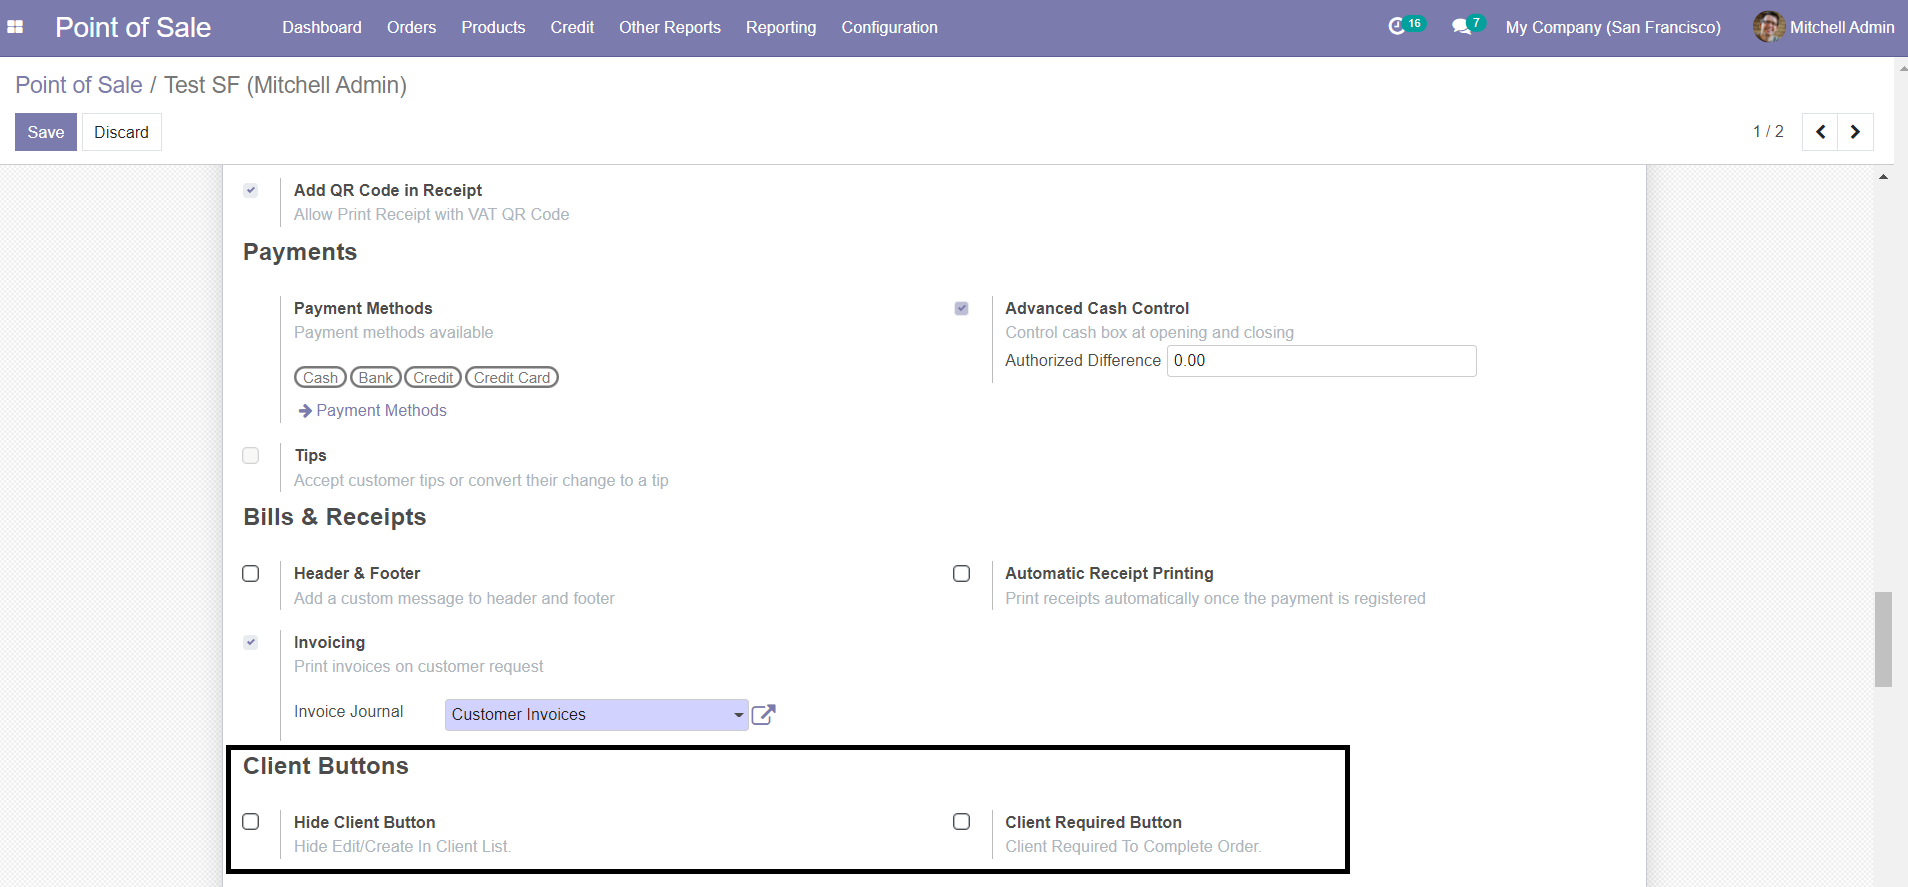 Point of Sale Dashboard Orders Products Credit Other Reports Reporting Configuration 16 7 My Company (San Francisco) Mitchell Admin
Point of Sale / Test SF (Mitchell Admin)
Save Discard 1 / 2
Add QR Code in Receipt
Allow Print Receipt with VAT QR Code
Payments
Payment Methods Advanced Cash Control
Payment methods available Control cash box at opening and closing
Authorized Difference 0.00
Cash Bank Credit Credit Card
Payment Methods
Tips
Accept customer tips or convert their change to a tip
Bills & Receipts
Header & Footer Automatic Receipt Printing
Add a custom message to header and footer Print receipts automatically once the payment is registered
Invoicing
Print invoices on customer request
Invoice Journal Customer Invoices
Client Buttons
Hide Client Button Client Required Button
Hide Edit/Create In Client List. Client Required To Complete Order.